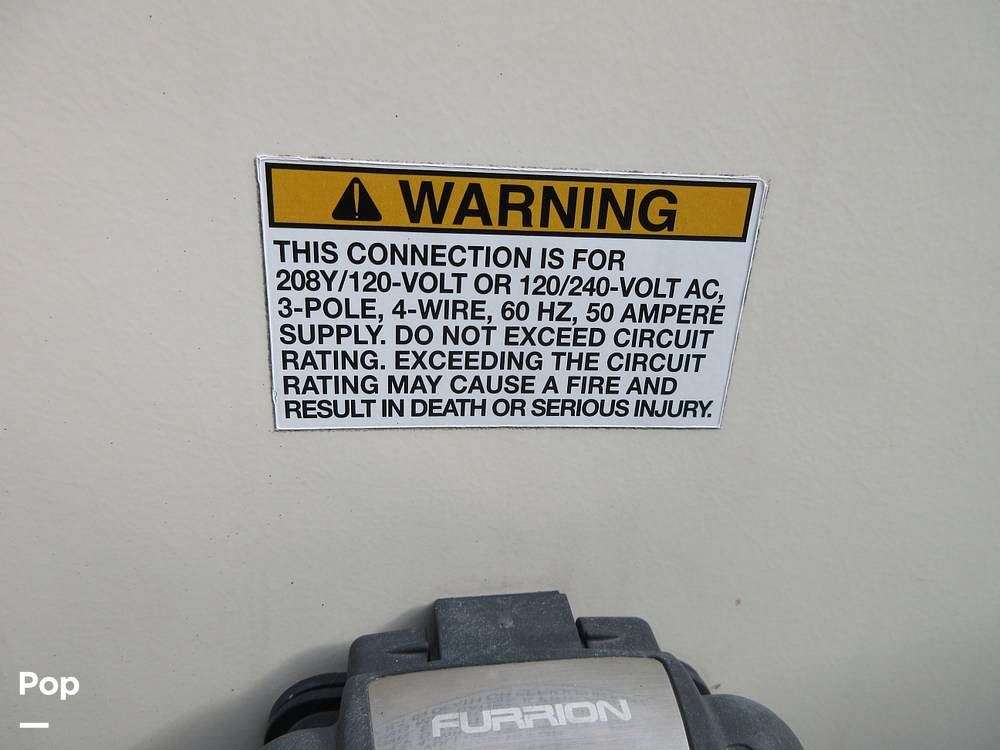 WARNING
THIS CONNECTION IS FOR
208Y/120-VOLT OR 120/240-VOLT AC,
3-POLE, 4-WIRE, 60 HZ, 50 AMPERE
SUPPLY. DO NOT EXCEED CIRCUIT
RATING. EXCEEDING THE CIRCUIT
RATING MAY CAUSE A FIRE AND
RESULT IN DEATH OR SERIOUS INJURY.
FURRION
Pop